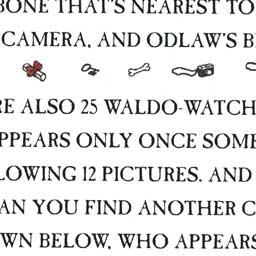 BONE THAT'S NEAREST TO
CAMERA, AND ODLAW'S B
RE ALSO 25 WALDO-WATCH
PPEARS ONLY ONCE SOME
LOWING 12 PICTURES. AND
AN YOU FIND ANOTHER C
WN BELOW, WHO APPEARS